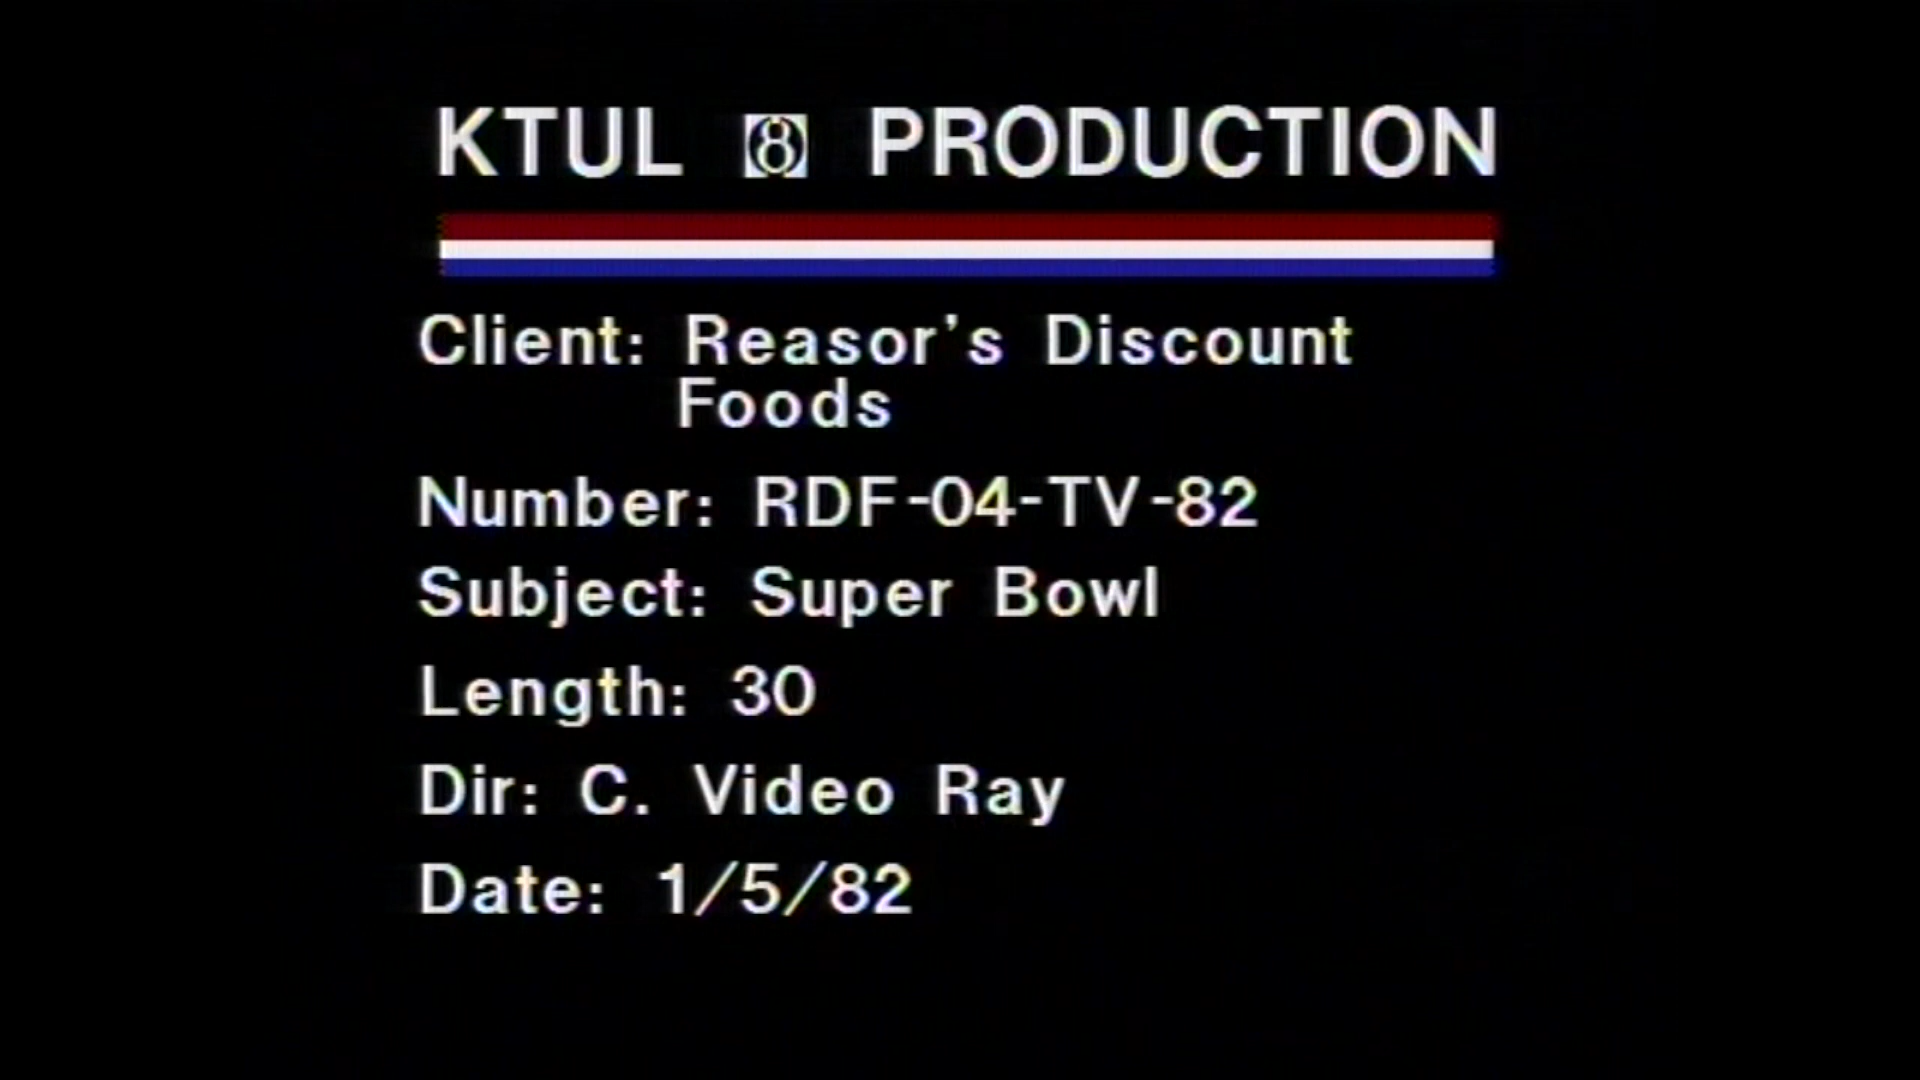 KTUL 8 PRODUCTION
Client: Reasor's Discount
Foods
Number: RDF-04-TV-82
Subject: Super Bowl
Length: 30
Dir: C. Video Ray
Date: 1/5/82